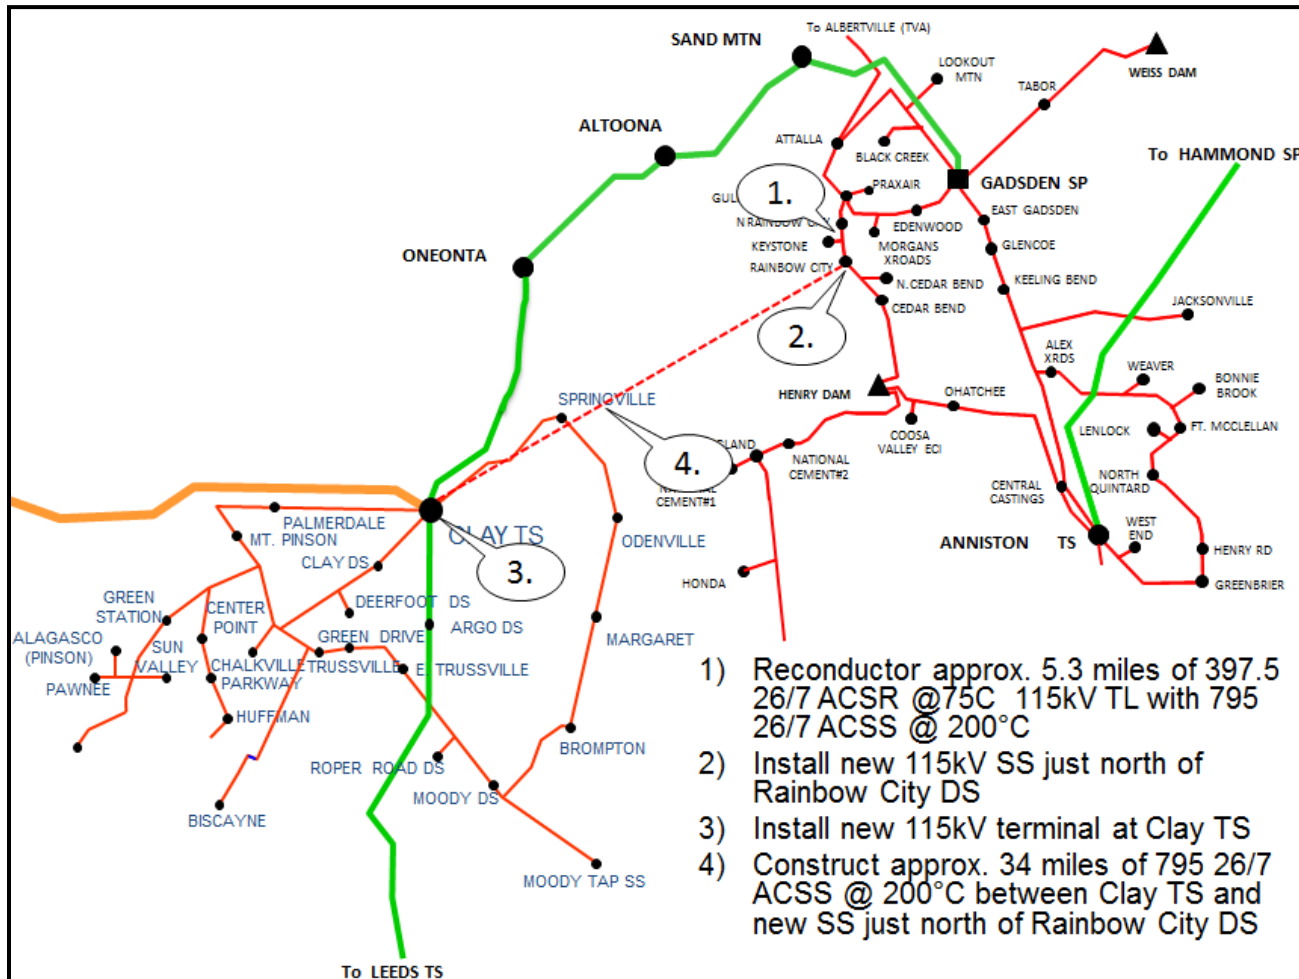 To ALBERTVILLE (TVA)
SAND MTN
LOOKOUT
MTN
WEISS DAM
TABOR
ALTOONA
ATTALLA
BLACK CREEK
To HAMMOND SP
1.
PRAXAIR
GADSDEN SP
GUL
N RAINBOW CITY
EDENWOOD
EAST GADSDEN
KEYSTONE
MORGANS
XROADS
GLENCOE
ONEONTA
RAINBOW CITY
N.CEDAR BEND
KEELING BEND
CEDAR BEND
JACKSONVILLE
2.
ALEX
XRDS
WEAVER
BONNIE
BROOK
SPRINGVILLE
HENRY DAM
OHATCHEE
COOSA
VALLEY ECI
LENLOCK
FT. MCCLELLAN
4.
ELAND
NATIONAL
CEMENT#2
CEMENT#1
CENTRAL
CASTINGS
NORTH
QUINTARD
PALMERDALE
MT. PINSON
CLAY TS
ODENVILLE
ANNISTON TS
WEST
END
HENRY RD
CLAY DS
3.
HONDA
GREENBRIER
GREEN
STATION
CENTER
POINT
DEERFOOT DS
ARGO DS
MARGARET
ALAGASCO
(PINSON)
SUN
VALLEY
GREEN DRIVE
CHALKVILLE
PARKWAY
TRUSSVILLE
E. TRUSSVILLE
PAWNEE
HUFFMAN
BROMPTON
ROPER ROAD DS
MOODY DS
BISCAYNE
MOODY TAP SS
To LEEDS TS
1) Reconductor approx. 5.3 miles of 397.5
26/7 ACSR @75C 115kV TL with 795
26/7 ACSS @ 200°C
2) Install new 115kV SS just north of
Rainbow City DS
3) Install new 115kV terminal at Clay TS
4) Construct approx. 34 miles of 795 26/7
ACSS @ 200°C between Clay TS and
new SS just north of Rainbow City DS